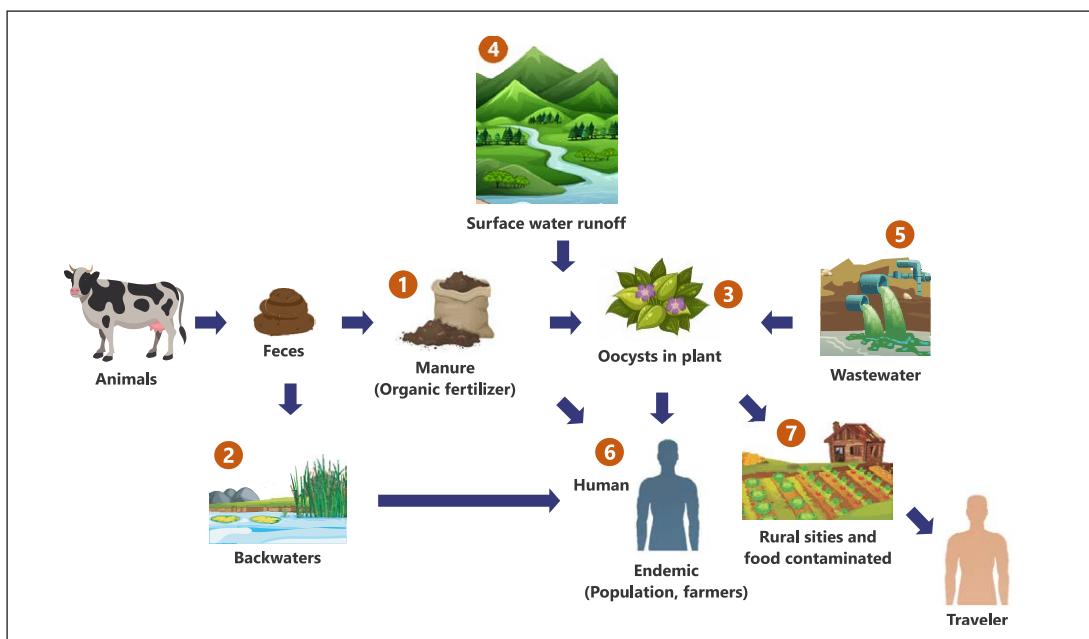 4
Surface water runoff
5
1
3
Animals
Feces
Manure
(Organic fertilizer)
Oocysts in plant
Wastewater
2
6
7
Human
Backwaters
Endemic
(Population, farmers)
Rural sities and
food contaminated
Traveler